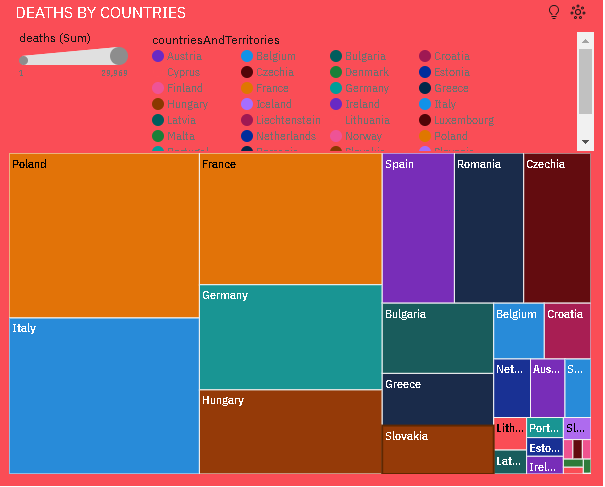 DEATHS BY COUNTRIES
deaths (Sum)
countriesAndTerritories
Austria Belgium Bulgaria Croatia
Cyprus Czechia Denmark Estonia
Finland France Germany Greece
Hungary Iceland Ireland Italy
Latvia Liechtenstein Lithuania Luxembourg
Malta Netherlands Norway Poland
Poland
France
Spain
Romania
Czechia
Germany
Italy
Hungary
Bulgaria
Greece
Slovakia
Belgium
Croatia
Net...
Aus...
S...
Lith...
Port...
Sl...
Esto...
Lat...
Irel...